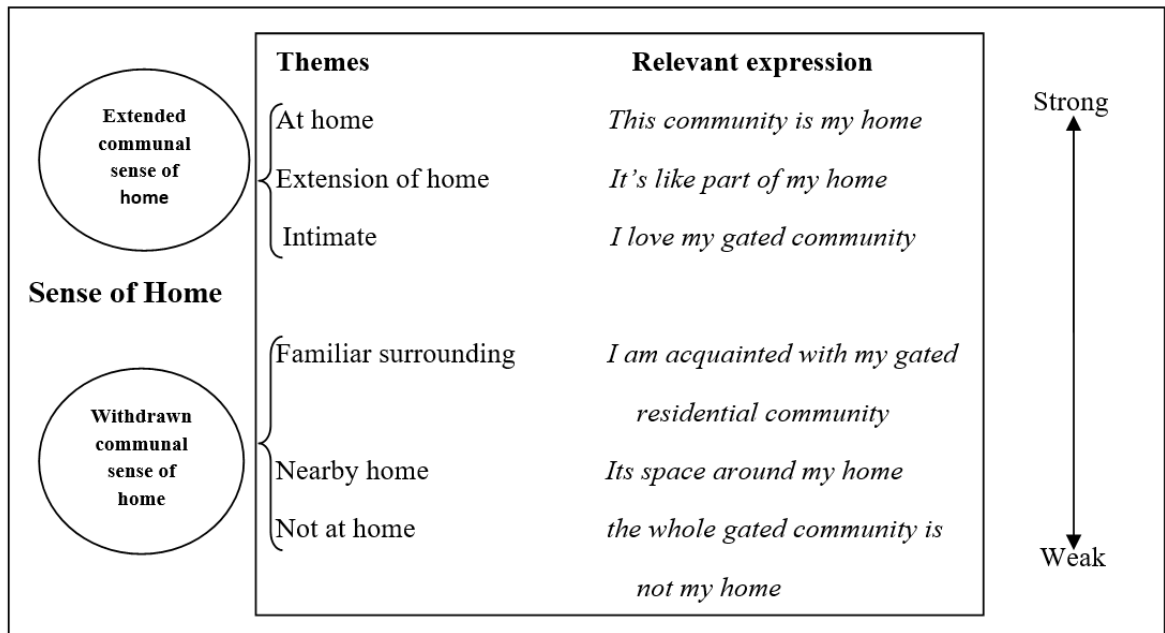 Themes Relevant expression
Extended
communal
sense of
home
At home This community is my home
Strong
Extension of home It's like part of my home
Intimate I love my gated community
Sense of Home
Familiar surrounding I am acquainted with my gated
residential community
Withdrawn
communal
sense of
home
Nearby home Its space around my home
Not at home the whole gated community is
not my home
Weak